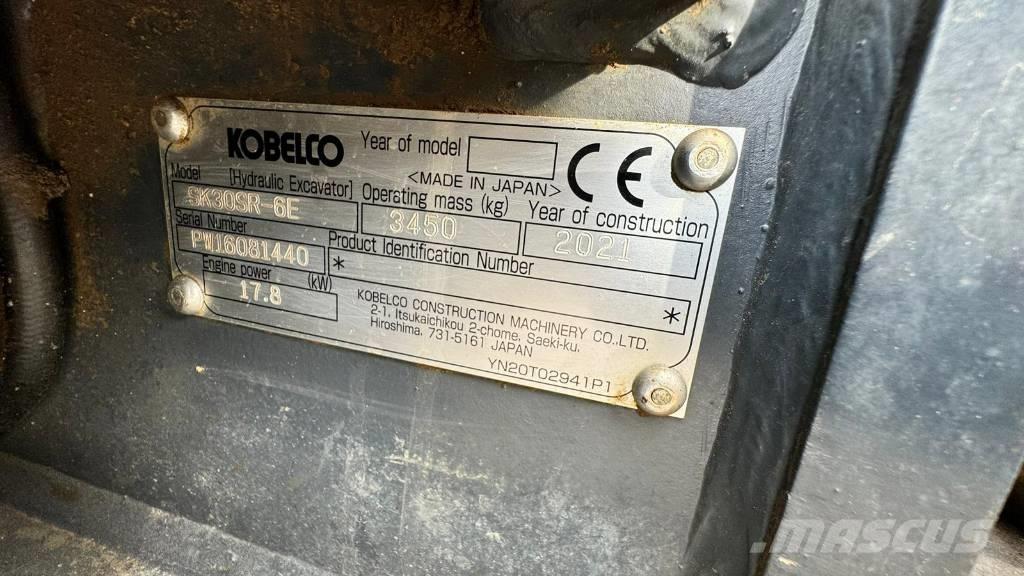 KOBELCO Year of model CE
<MADE IN JAPAN>
Model [Hydraulic Excavator] Operating mass (kg) Year of construction
SK30SR-6E 3450 2021
Serial Number Product Identification Number
PW16081440 * *
Engine power (kW)
17.8
KOBELCO CONSTRUCTION MACHINERY CO.,LTD.
2-1, Itsukaichikou 2-chome, Saeki-ku,
Hiroshima, 731-5161 JAPAN
YN20T02941P1
MASCUS